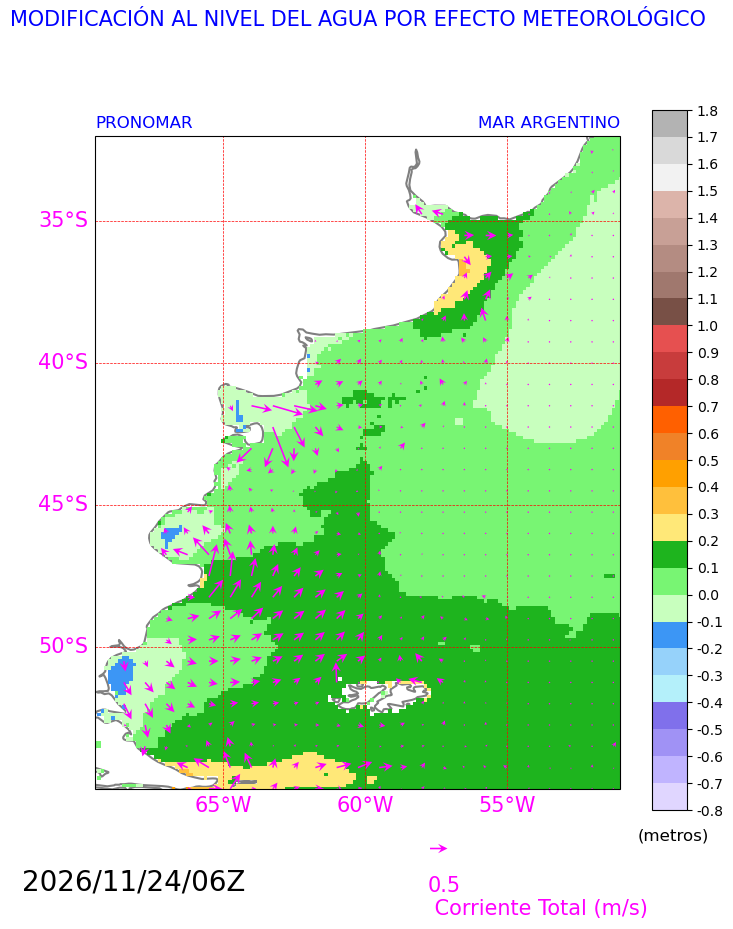 MODIFICACIÓN AL NIVEL DEL AGUA POR EFECTO METEOROLÓGICO
PRONOMAR
MAR ARGENTINO
35°S
40°S
45°S
50°S
65°W
60°W
55°W
1.8
1.7
1.6
1.5
1.4
1.3
1.2
1.1
1.0
0.9
0.8
0.7
0.6
0.5
0.4
0.3
0.2
0.1
0.0
-0.1
-0.2
-0.3
-0.4
-0.5
-0.6
-0.7
-0.8
(metros)
2026/11/24/06Z
0.5
Corriente Total (m/s)